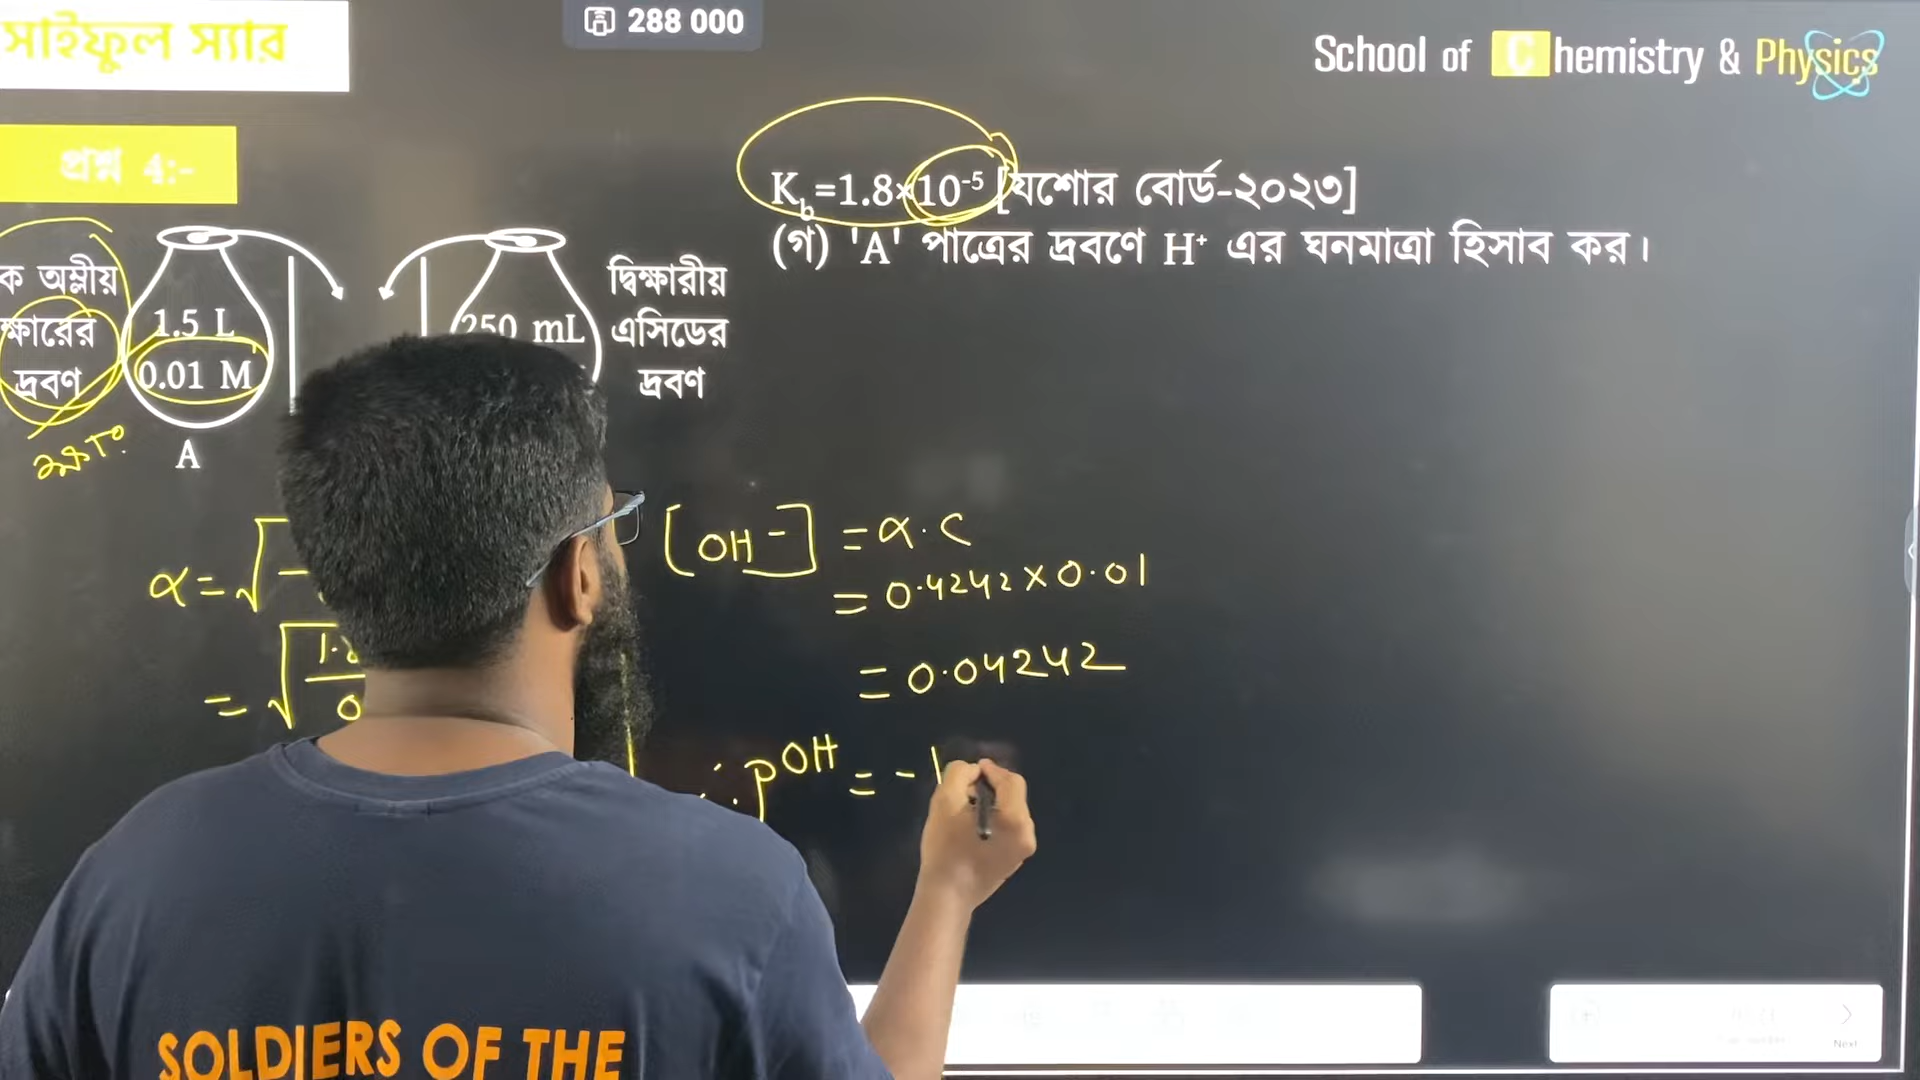 সাইফুল স্যার
288 000
School of Chemistry & Physics
প্রশ্ন 4:-
K_b=1.8×10⁻⁵ [যশোর বোর্ড-২০২৩]
(গ) 'A' পাত্রের দ্রবণে H⁺ এর ঘনমাত্রা হিসাব কর।
ক অম্লীয়
ক্ষারের
দ্রবণ
1.5 L
0.01 M
A
250 mL
দ্বিক্ষারীয়
এসিডের
দ্রবণ
α=√
=√
[OH⁻] = α.C
= 0.4242×0.01
= 0.04242
∴ pOH = -
Next
SOLDIERS OF THE